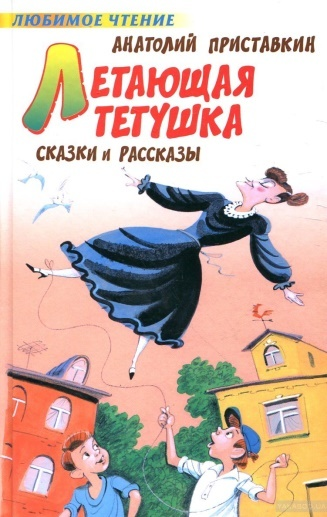 ЛЮБИМОЕ ЧТЕНИЕ
АНАТОЛИЙ ПРИСТАВКИН
ЛЕТАЮЩАЯ
ТЕТУШКА
СКАЗКИ и РАССКАЗЫ